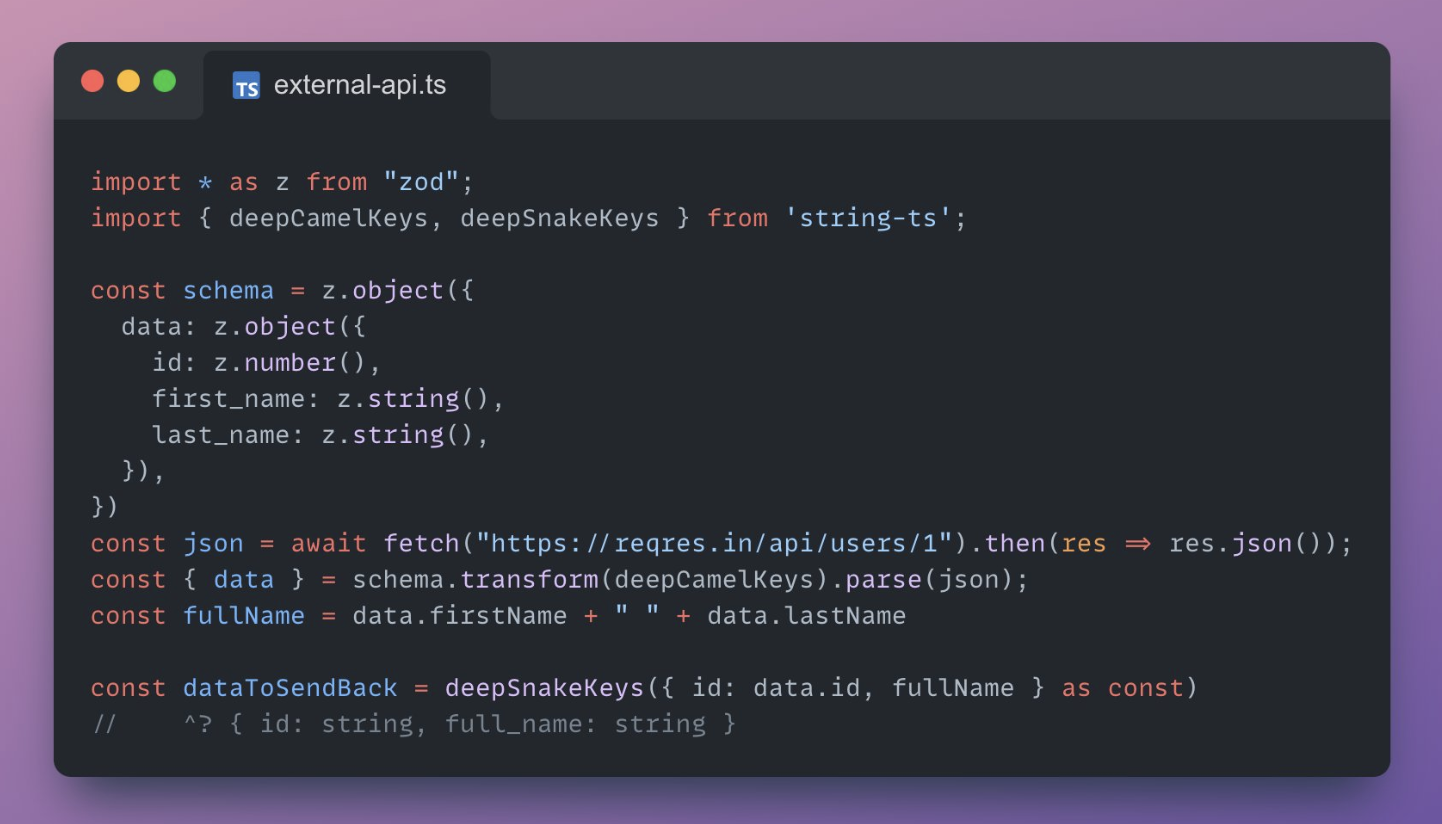 TS external-api.ts
import * as z from "zod";
import { deepCamelKeys, deepSnakeKeys } from 'string-ts';
const schema = z.object({
  data: z.object({
    id: z.number(),
    first_name: z.string(),
    last_name: z.string(),
  }),
})
const json = await fetch("https://reqres.in/api/users/1").then(res => res.json());
const { data } = schema.transform(deepCamelKeys).parse(json);
const fullName = data.firstName + " " + data.lastName
const dataToSendBack = deepSnakeKeys({ id: data.id, fullName } as const)
//    ^? { id: string, full_name: string }